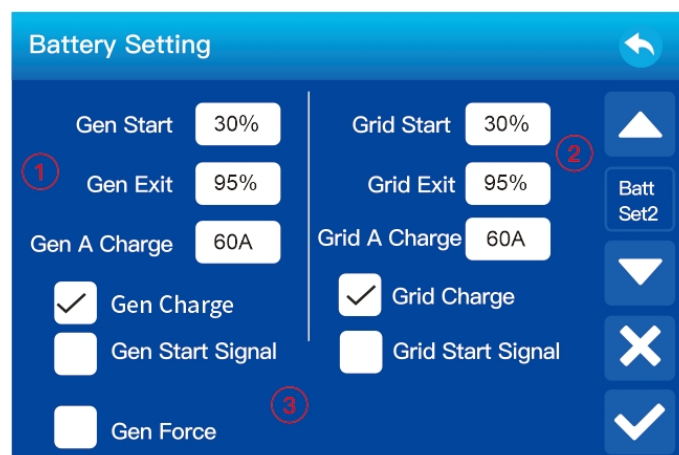 Battery Setting
Gen Start 30%
Gen Exit 95%
Gen A Charge 60A
Gen Charge
Gen Start Signal
Gen Force
①
Grid Start 30%
Grid Exit 95%
Grid A Charge 60A
Grid Charge
Grid Start Signal
②
③
Batt
Set2